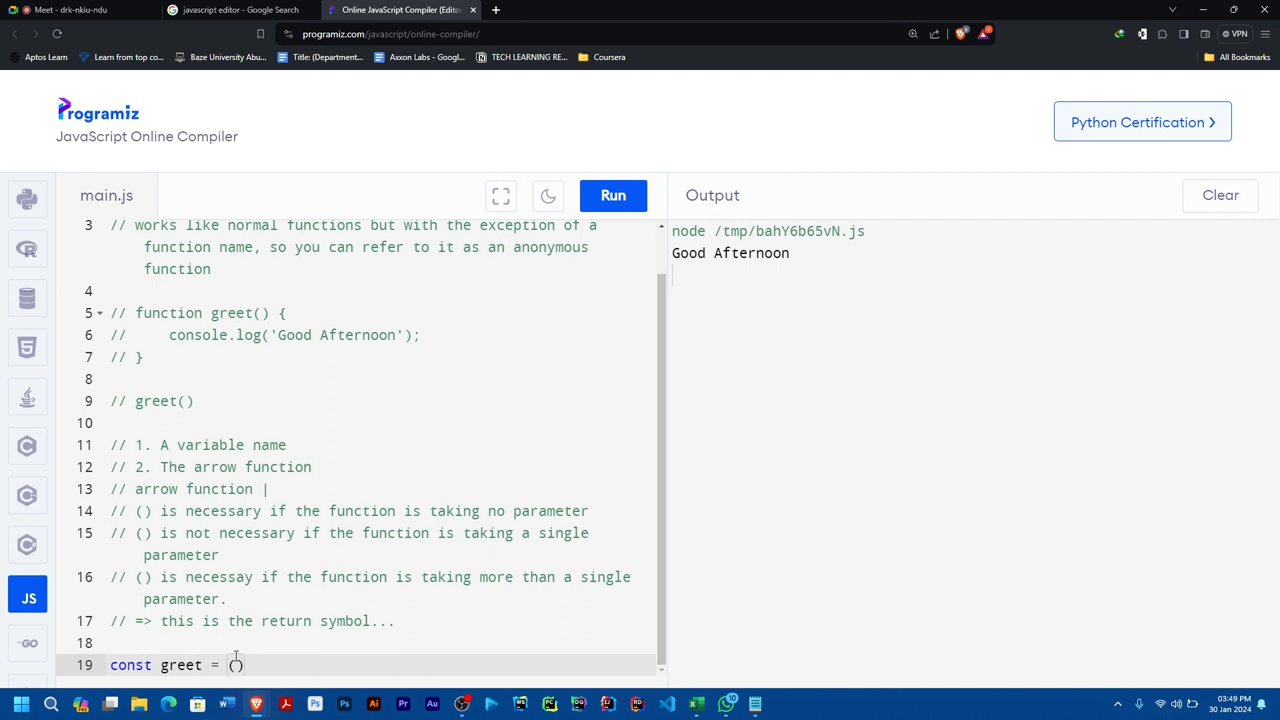 Meet - drk-nkiu-ndu
javascript editor - Google Search
Online JavaScript Compiler (Editor
programiz.com/javascript/online-compiler/
VPN
Aptos Learn
Learn from top co...
Baze University Abu...
Title: (Department...
Axxon Labs - Googl...
TECH LEARNING RE...
Coursera
All Bookmarks
Programiz
JavaScript Online Compiler
Python Certification
main.js
Run
Output
Clear
3 // works like normal functions but with the exception of a
function name, so you can refer to it as an anonymous
function
4
5 // function greet() {
6 // console.log('Good Afternoon');
7 // }
8
9 // greet()
10
11 // 1. A variable name
12 // 2. The arrow function
13 // arrow function |
14 // () is necessary if the function is taking no parameter
15 // () is not necessary if the function is taking a single
parameter
16 // () is necessay if the function is taking more than a single
parameter.
17 // => this is the return symbol...
18
19 const greet = ()
node /tmp/bahY6b65vN.js
Good Afternoon
JS
GO
10
03:49 PM
30 Jan 2024